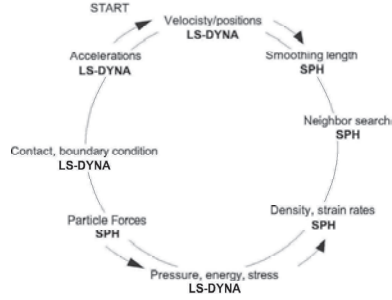 START
Velocisty/positions
LS-DYNA
Smoothing length
SPH
Neighbor search
SPH
Density, strain rates
SPH
Pressure, energy, stress
LS-DYNA
Particle Forces
SPH
Contact, boundary condition
LS-DYNA
Accelerations
LS-DYNA